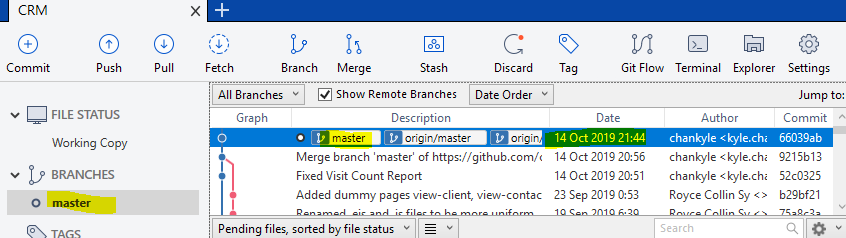 CRM
Commit Push Pull Fetch Branch Merge Stash Discard Tag Git Flow Terminal Explorer Settings
All Branches Show Remote Branches Date Order Jump to:
FILE STATUS
Working Copy
BRANCHES
master
TAGS
Graph Description Date Author Commit
master origin/master origin/ 14 Oct 2019 21:44 chankyle <kyle.cha 66039ab
Merge branch 'master' of https://github.com/c 14 Oct 2019 20:56 chankyle <kyle.cha 9215b13
Fixed Visit Count Report 14 Oct 2019 20:51 chankyle <kyle.cha 52c0325
Added dummy pages view-client, view-contac 23 Sep 2019 0:53 Royce Collin Sy <> b29bf21
Renamed .ejs and .js files to be more uniform 19 Sep 2019 6:39 Royce Collin Sy <> 75a8c3a
Pending files, sorted by file status Search